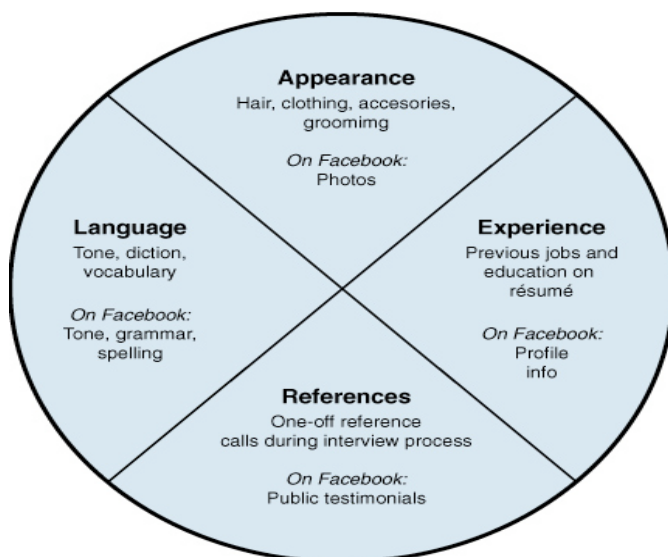 Appearance
Hair, clothing, accesories,
groomimg
On Facebook:
Photos
Language
Tone, diction,
vocabulary
On Facebook:
Tone, grammar,
spelling
Experience
Previous jobs and
education on
résumé
On Facebook:
Profile
info
References
One-off reference
calls during interview process
On Facebook:
Public testimonials